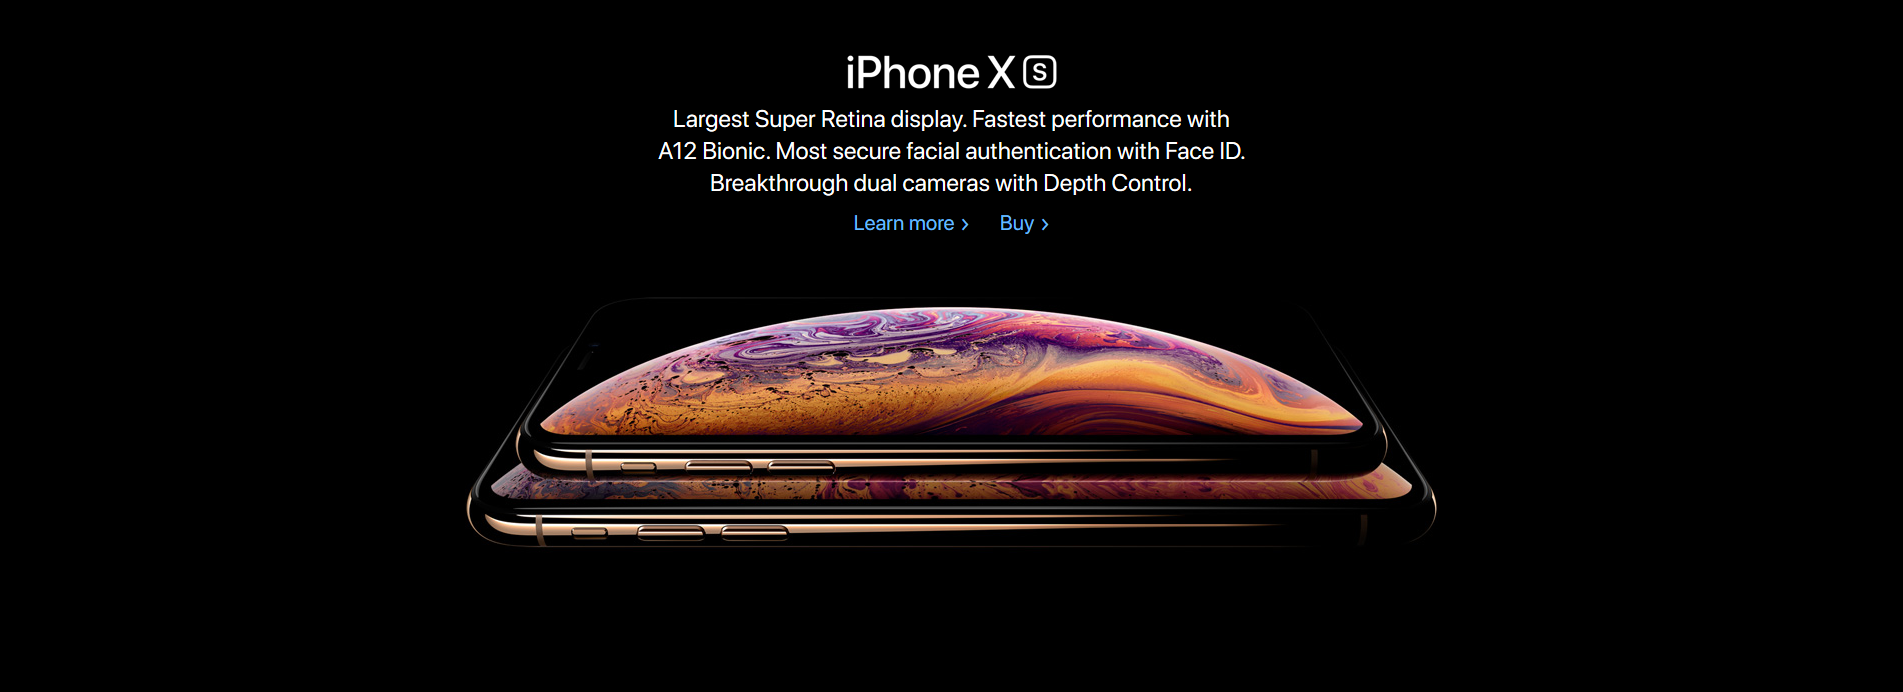 iPhone XS
Largest Super Retina display. Fastest performance with
A12 Bionic. Most secure facial authentication with Face ID.
Breakthrough dual cameras with Depth Control.
Learn more > Buy >